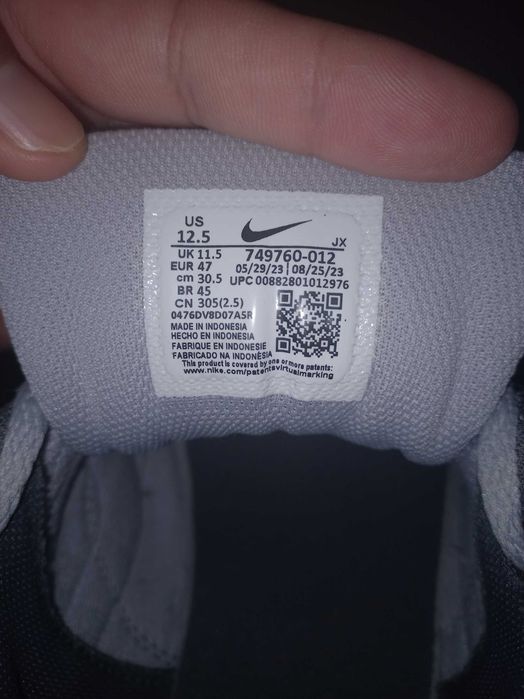 US
12.5
JX
UK 11.5
749760-012
EUR 47
05/29/23 | 08/25/23
cm 30.5
UPC 00882801012976
BR 45
CN 305(2.5)
0476DV8D07A5R
MADE IN INDONESIA
HECHO EN INDONESIA
FABRIQUE EN INDONESIE
FABRICADO NA INDONÉSIA
This product is covered by one or more patents:
www.nike.com/patentsvirtualmarking